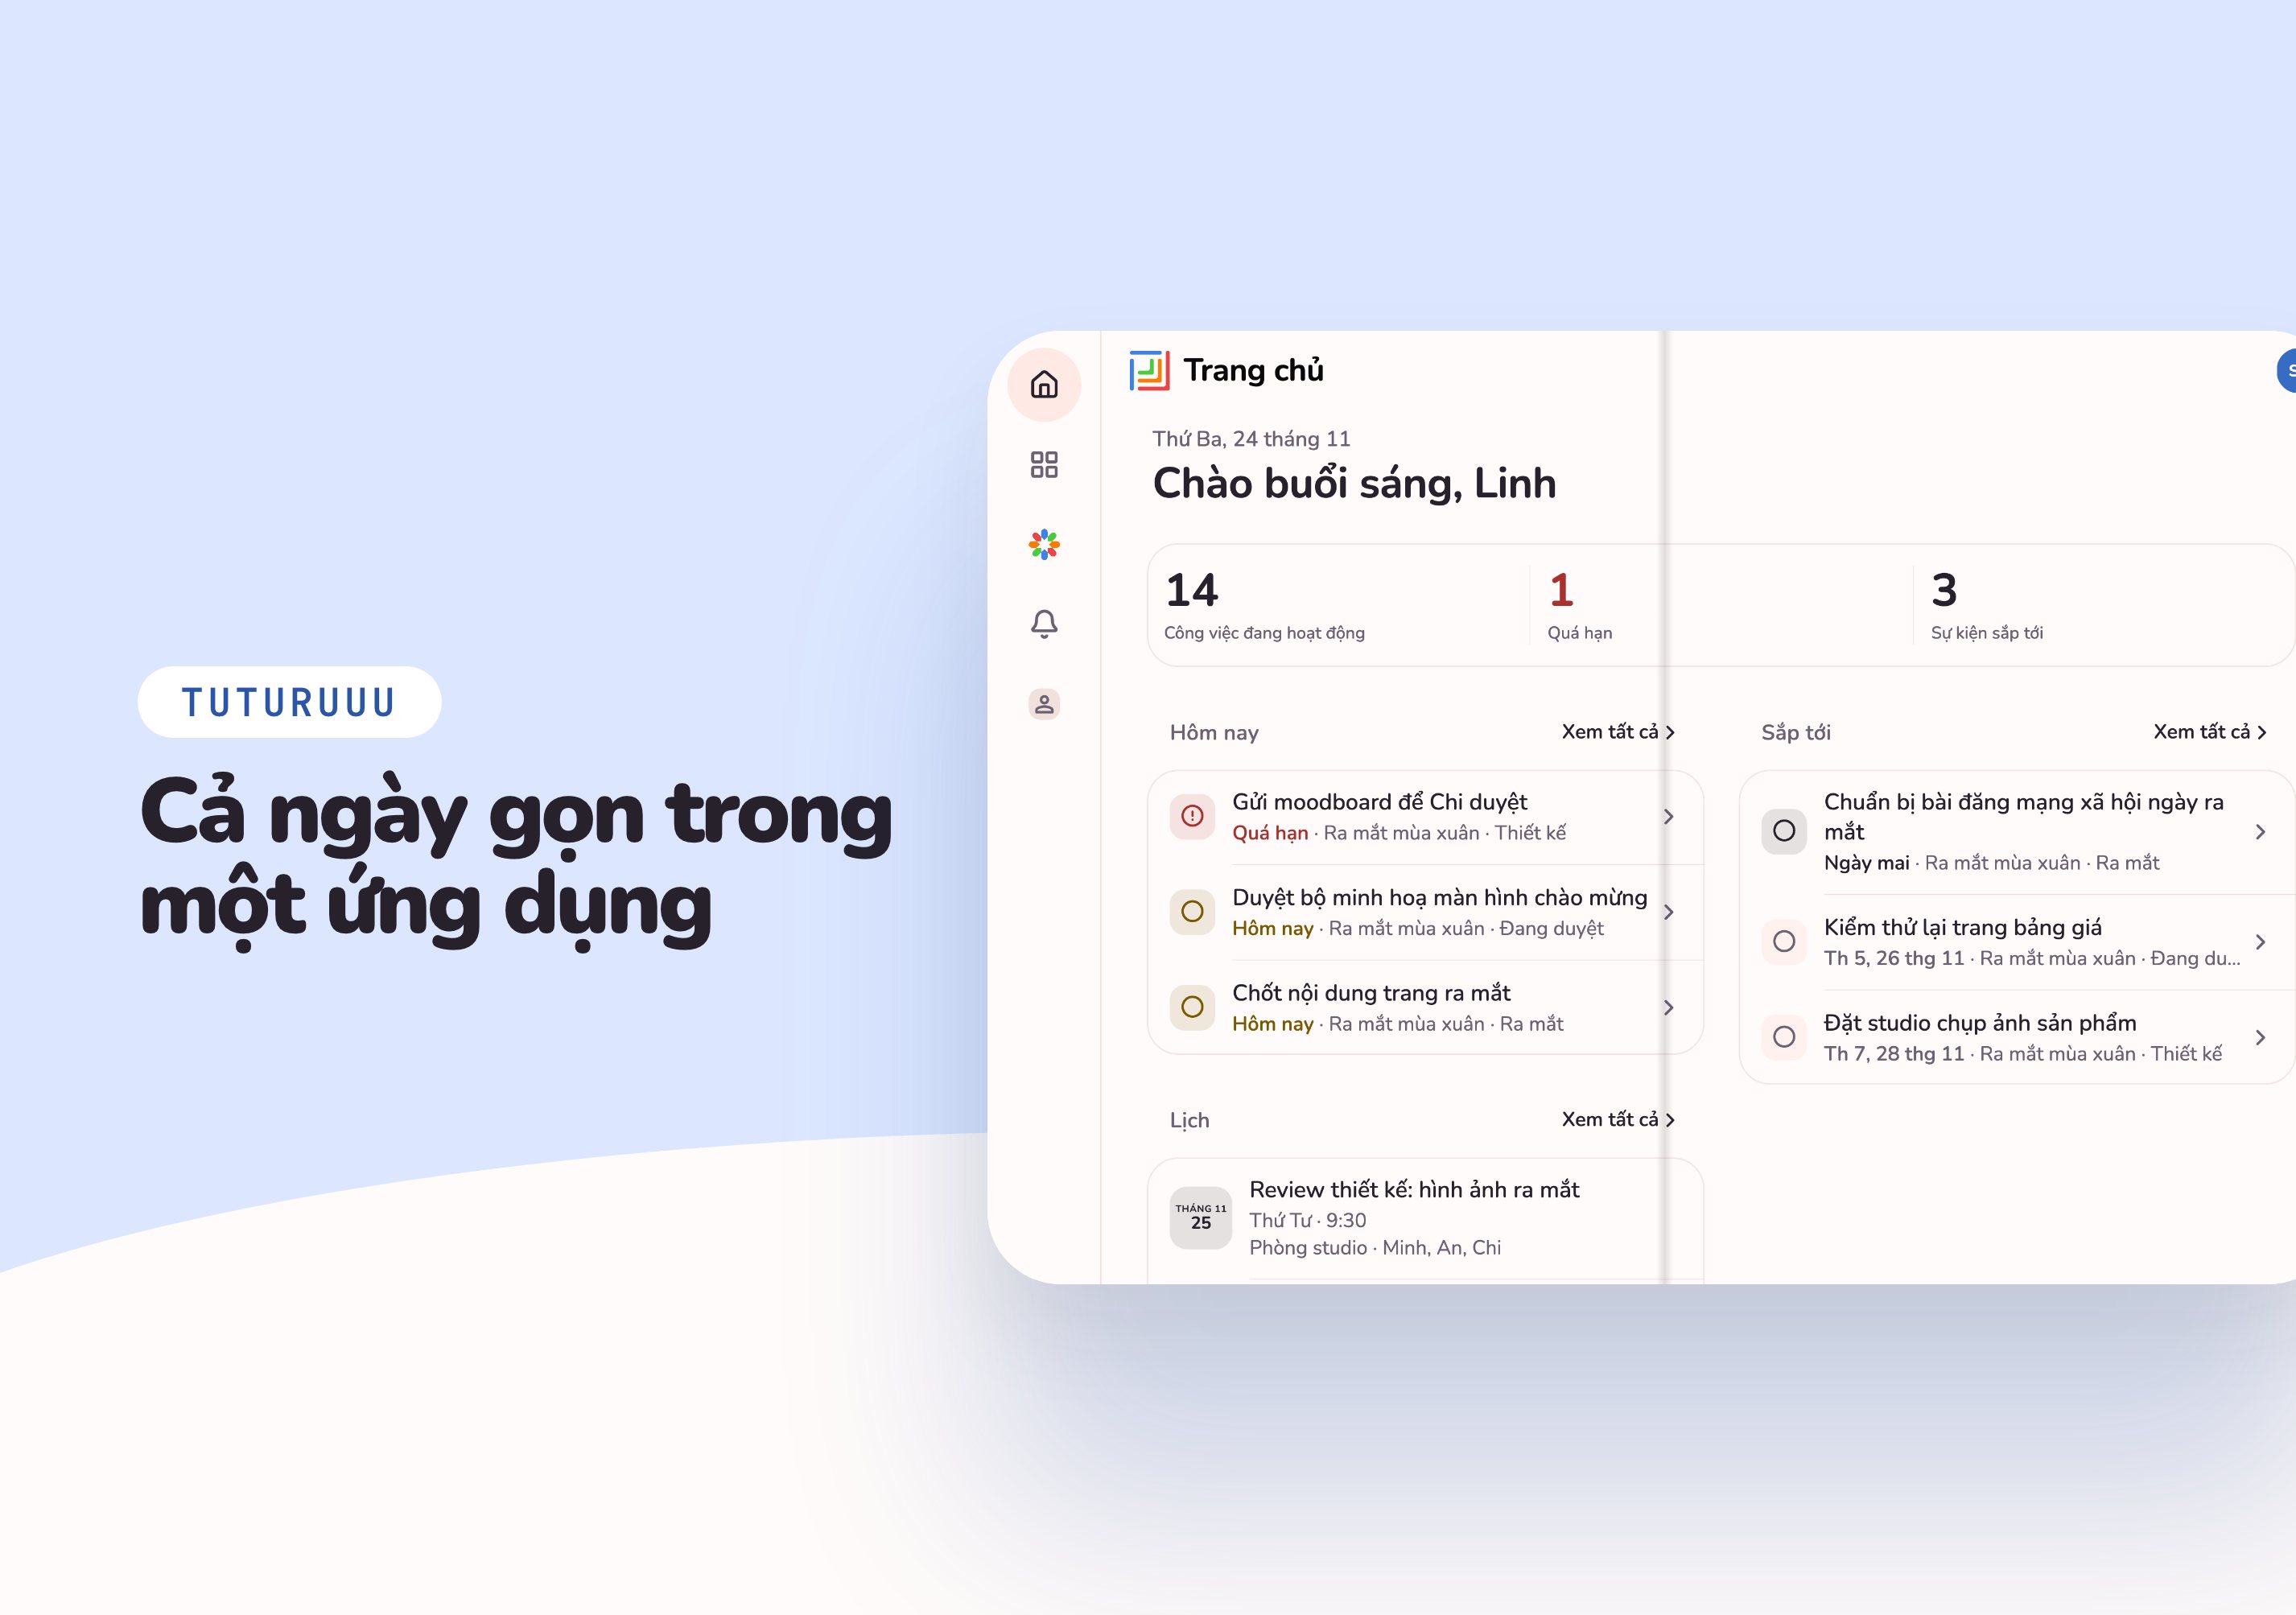 TUTURUUU
Cả ngày gọn trong
một ứng dụng
Trang chủ
S
Thứ Ba, 24 tháng 11
Chào buổi sáng, Linh
14
Công việc đang hoạt động
1
Quá hạn
3
Sự kiện sắp tới
Hôm nay
Xem tất cả
Gửi moodboard để Chi duyệt
Quá hạn · Ra mắt mùa xuân · Thiết kế
Duyệt bộ minh hoạ màn hình chào mừng
Hôm nay · Ra mắt mùa xuân · Đang duyệt
Chốt nội dung trang ra mắt
Hôm nay · Ra mắt mùa xuân · Ra mắt
Sắp tới
Xem tất cả
Chuẩn bị bài đăng mạng xã hội ngày ra
mắt
Ngày mai · Ra mắt mùa xuân · Ra mắt
Kiểm thử lại trang bảng giá
Th 5, 26 thg 11 · Ra mắt mùa xuân · Đang du...
Đặt studio chụp ảnh sản phẩm
Th 7, 28 thg 11 · Ra mắt mùa xuân · Thiết kế
Lịch
Xem tất cả
THÁNG 11
25
Review thiết kế: hình ảnh ra mắt
Thứ Tư · 9:30
Phòng studio · Minh, An, Chi